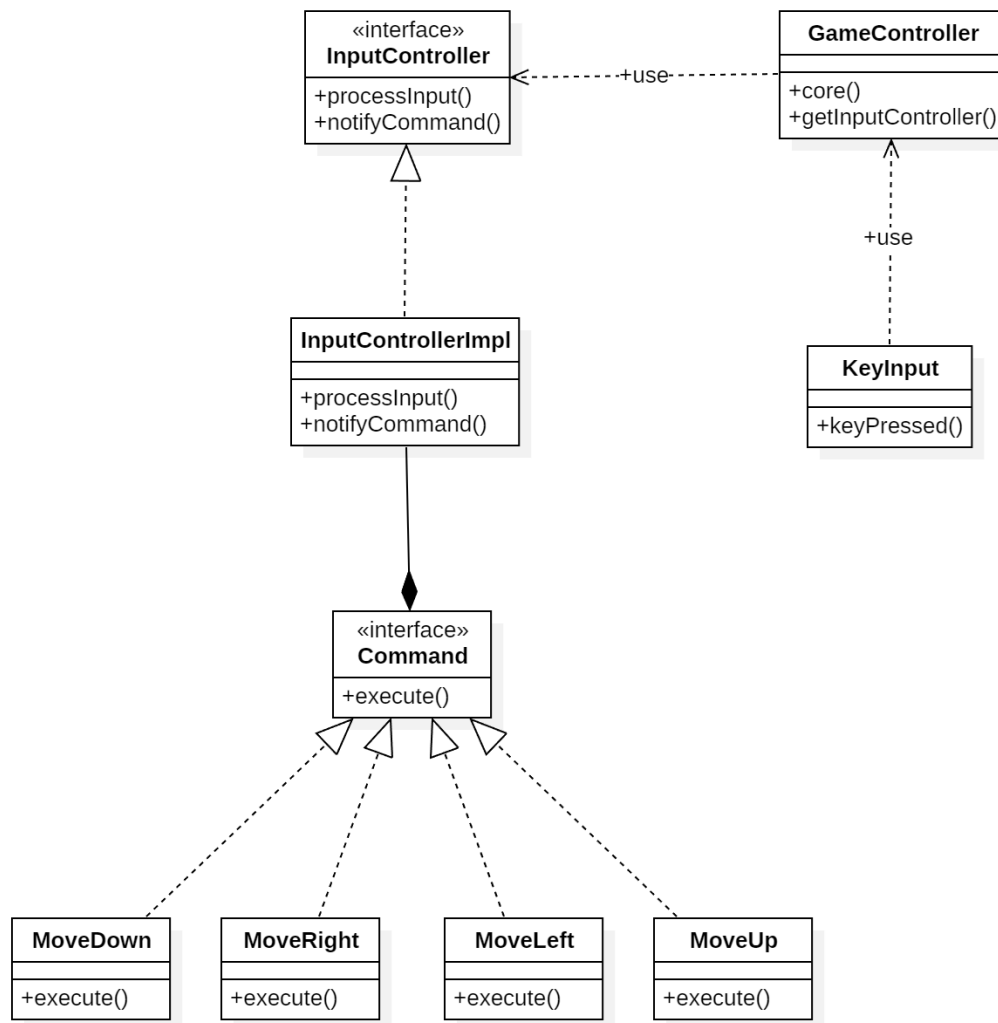 «interface»
InputController
+processInput()
+notifyCommand()
GameController
+core()
+getInputController()
+use
+use
InputControllerImpl
+processInput()
+notifyCommand()
KeyInput
+keyPressed()
«interface»
Command
+execute()
MoveDown
+execute()
MoveRight
+execute()
MoveLeft
+execute()
MoveUp
+execute()